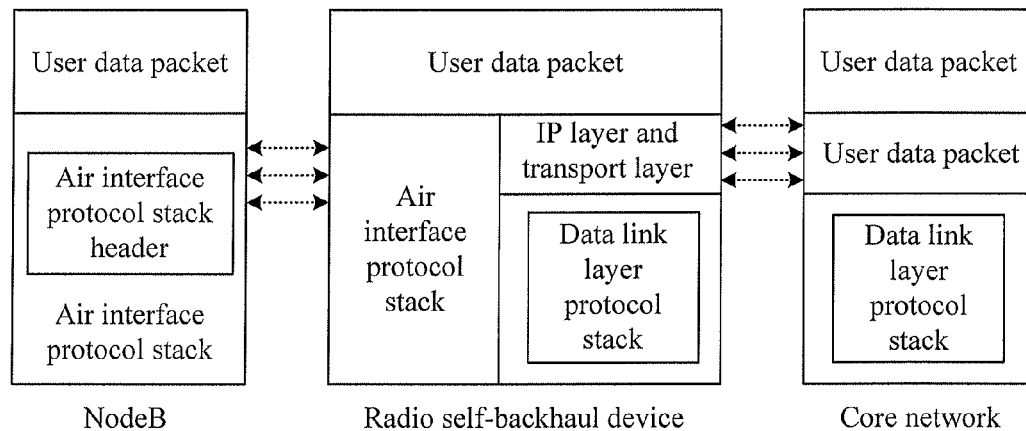 User data packet
Air interface
protocol stack
header
Air interface
protocol stack
NodeB
User data packet
Air
interface
protocol
stack
IP layer and
transport layer
Data link
layer
protocol
stack
Radio self-backhaul device
User data packet
User data packet
Data link
layer
protocol
stack
Core network